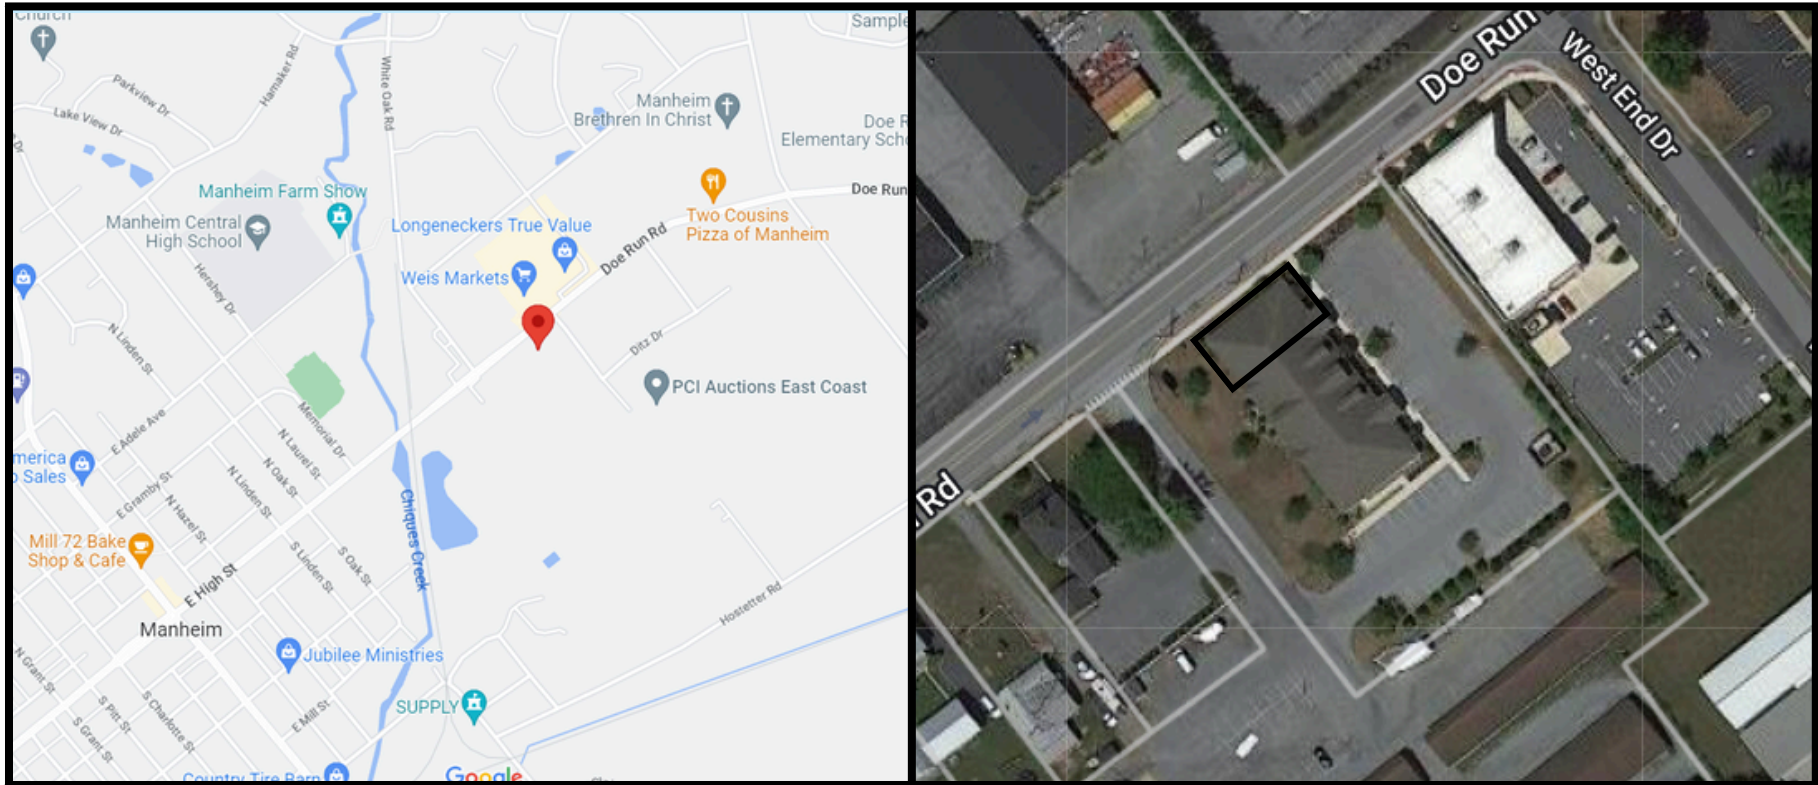 Church
Sample
Hamaker Rd
White Oak Rd
Parkview Dr
Lake View Dr
Dr
Manheim
Brethren In Christ
Doe R
Elementary Sch
Manheim Farm Show
Manheim Central
High School
Longeneckers True Value
Two Cousins
Pizza of Manheim
Doe Run
Doe Run Rd
Weis Markets
Hershey Dr
N Linden St
Ditz Dr
PCI Auctions East Coast
Memorial Dr
E Adele Ave
N Laurel St
N Oak St
merica
o Sales
E Gramby St
N Linden St
N Hazel St
Chiques Creek
Mill 72 Bake
Shop & Cafe
S Linden St
S Oak St
E High St
Manheim
Hostetter Rd
Jubilee Ministries
N Grant St
S Pitt St
S Charlotte St
E Mill St
SUPPLY
S Grant St
Country Tire Barn
Google
Doe Run
West End Dr
Rd